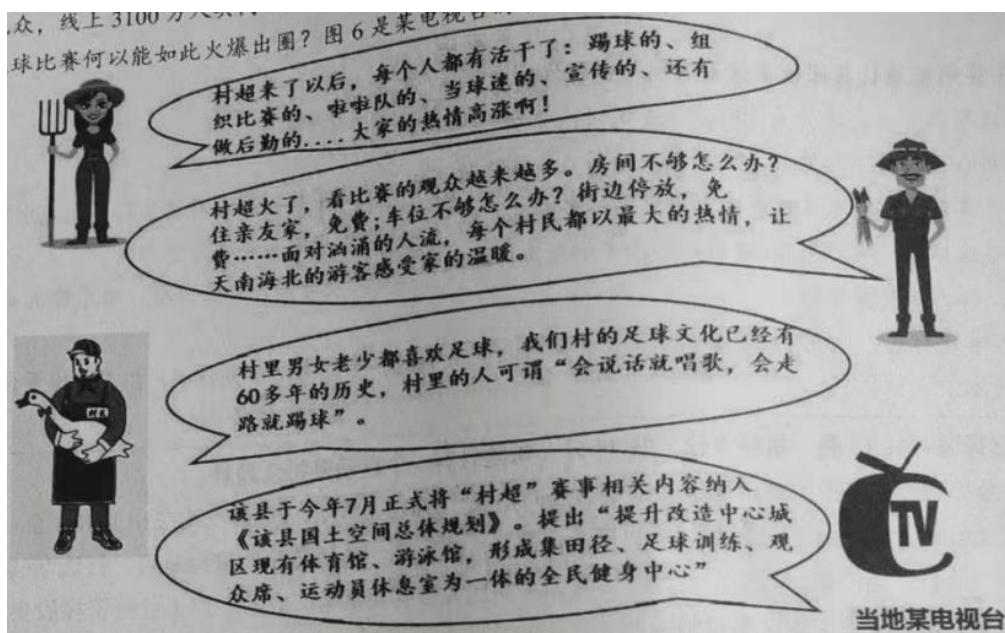 众，线上3100万人
球比赛何以能如此火爆出圈？图6是某电视台
村超来了以后，每个人都有活干了：踢球的、组
织比赛的、啦啦队的、当球迷的、宣传的、还有
做后勤的....大家的热情高涨啊！
村超火了，看比赛的观众越来越多。房间不够怎么办？
住亲友家，免费；车位不够怎么办？街边停放，免
费……面对汹涌的人流，每个村民都以最大的热情，让
天南海北的游客感受家的温暖。
村里男女老少都喜欢足球，我们村的足球文化已经有
60多年的历史，村里的人可谓“会说话就唱歌，会走
路就踢球”。
村超
该县于今年7月正式将“村超”赛事相关内容纳入
《该县国土空间总体规划》。提出“提升改造中心城
区现有体育馆、游泳馆，形成集田径、足球训练、观
众席、运动员休息室为一体的全民健身中心”
TV
当地某电视台